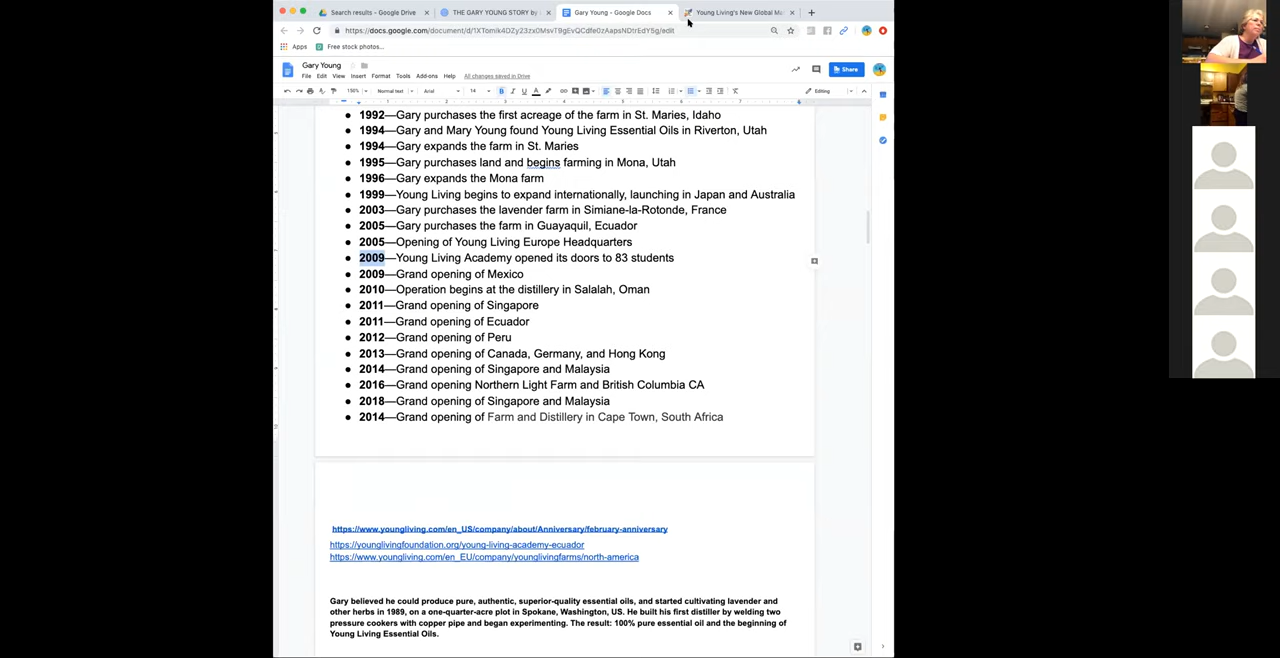 Search results - Google Drive
THE GARY YOUNG STORY by
Gary Young - Google Docs
Young Living's New Global Ma
https://docs.google.com/document/d/1XTomlk4DZy23zx0MsvT9gEvQCdfe0zAapsNDtrEdY5g/edit
Apps
Free stock photos...
Gary Young
File Edit View Insert Format Tools Add-ons Help All changes saved in Drive
Share
150% Normal text Arial 14 Editing
1992—Gary purchases the first acreage of the farm in St. Maries, Idaho
1994—Gary and Mary Young found Young Living Essential Oils in Riverton, Utah
1994—Gary expands the farm in St. Maries
1995—Gary purchases land and begins farming in Mona, Utah
1996—Gary expands the Mona farm
1999—Young Living begins to expand internationally, launching in Japan and Australia
2003—Gary purchases the lavender farm in Simiane-la-Rotonde, France
2005—Gary purchases the farm in Guayaquil, Ecuador
2005—Opening of Young Living Europe Headquarters
2009—Young Living Academy opened its doors to 83 students
2009—Grand opening of Mexico
2010—Operation begins at the distillery in Salalah, Oman
2011—Grand opening of Singapore
2011—Grand opening of Ecuador
2012—Grand opening of Peru
2013—Grand opening of Canada, Germany, and Hong Kong
2014—Grand opening of Singapore and Malaysia
2016—Grand opening Northern Light Farm and British Columbia CA
2018—Grand opening of Singapore and Malaysia
2014—Grand opening of Farm and Distillery in Cape Town, South Africa
https://www.youngliving.com/en_US/company/about/Anniversary/february-anniversary
https://younglivingfoundation.org/young-living-academy-ecuador
https://www.youngliving.com/en_EU/company/younglivingfarms/north-america
Gary believed he could produce pure, authentic, superior-quality essential oils, and started cultivating lavender and
other herbs in 1989, on a one-quarter-acre plot in Spokane, Washington, US. He built his first distiller by welding two
pressure cookers with copper pipe and began experimenting. The result: 100% pure essential oil and the beginning of
Young Living Essential Oils.